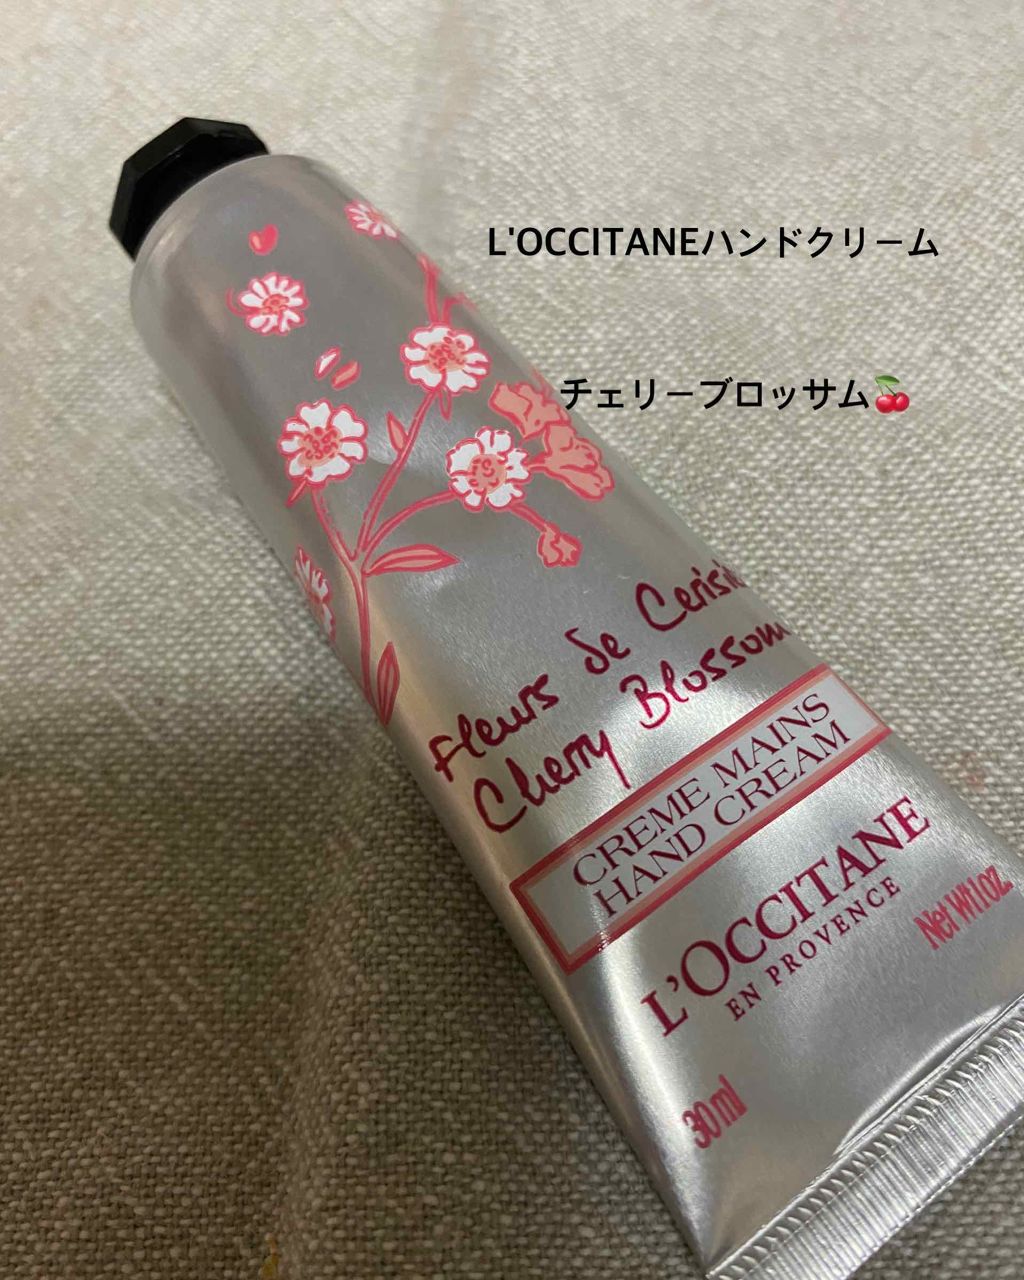 L'OCCITANEハンドクリーム
チェリーブロッサム🍒
Fleurs de
Cherry Blossom
CREME MAINS
HAND CREAM
L'OCCITANE
EN PROVENCE
Net Wt 1 OZ.
30 ml